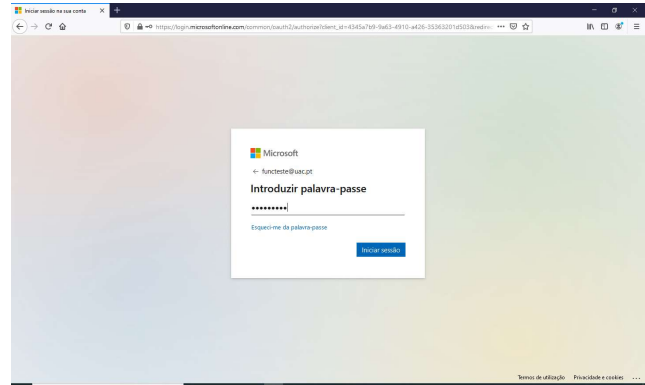 Iniciar sessão na sua conta
https://login.microsoftonline.com/common/oauth2/authorize?client_id=4345a7b9-9a63-4910-a426-35363201d503&redire
Microsoft
← functeste@uac.pt
Introduzir palavra-passe
•••••••••
Esqueci-me da palavra-passe
Iniciar sessão
Termos de utilização Privacidade e cookies ...